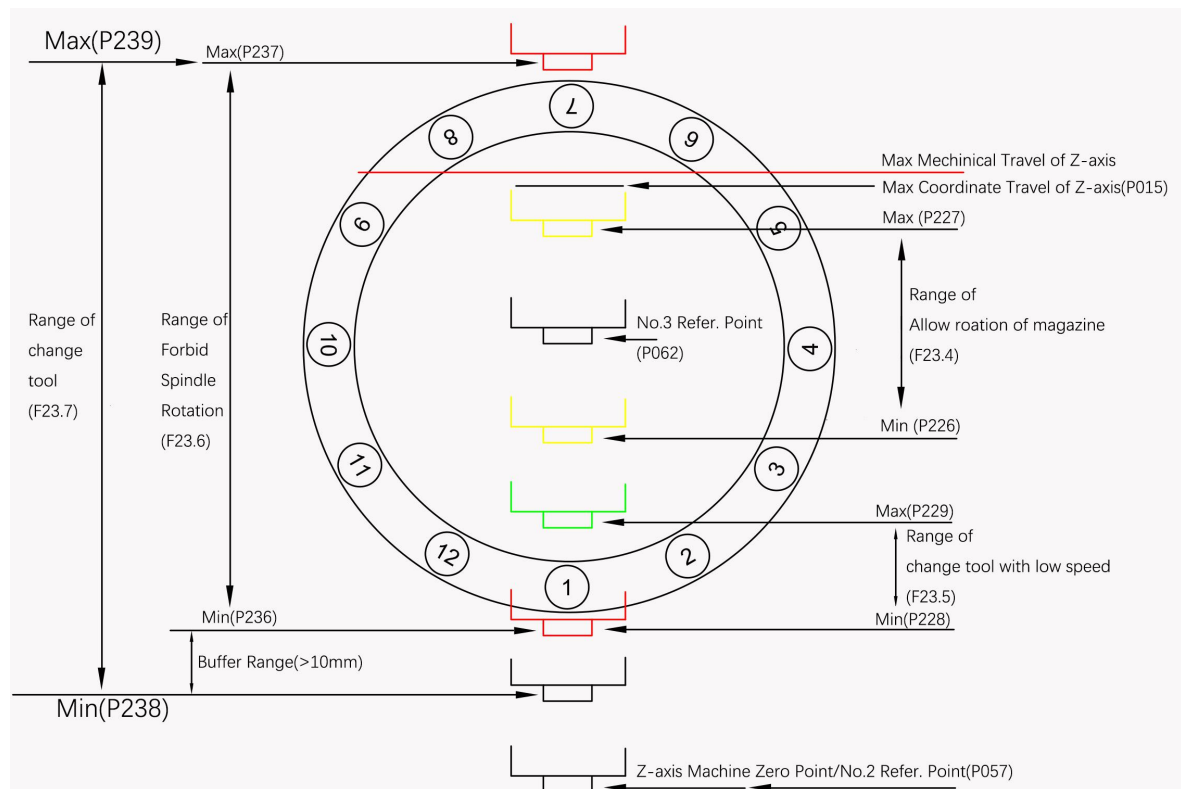 Max(P239)
Max(P237)
7
8
6
Max Mechinical Travel of Z-axis
Max Coordinate Travel of Z-axis(P015)
Max (P227)
9
5
Range of
Allow roation of magazine
(F23.4)
No.3 Refer. Point
(P062)
Range of
change
tool
(F23.7)
Range of
Forbid
Spindle
Rotation
(F23.6)
10
4
Min (P226)
11
3
Max(P229)
Range of
change tool with low speed
(F23.5)
Min(P228)
12
2
1
Min(P236)
Buffer Range(>10mm)
Min(P238)
Z-axis Machine Zero Point/No.2 Refer. Point(P057)